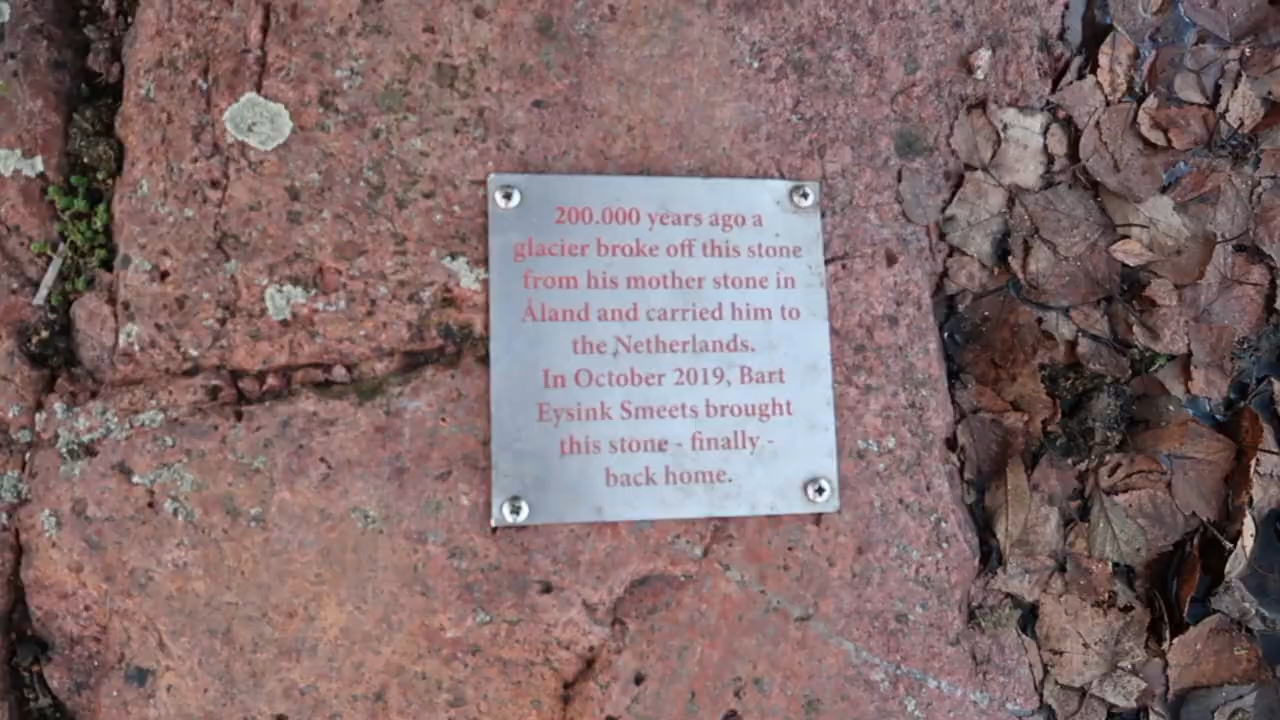 200.000 years ago a
glacier broke off this stone
from his mother stone in
Åland and carried him to
the Netherlands.
In October 2019, Bart
Eysink Smeets brought
this stone - finally -
back home.